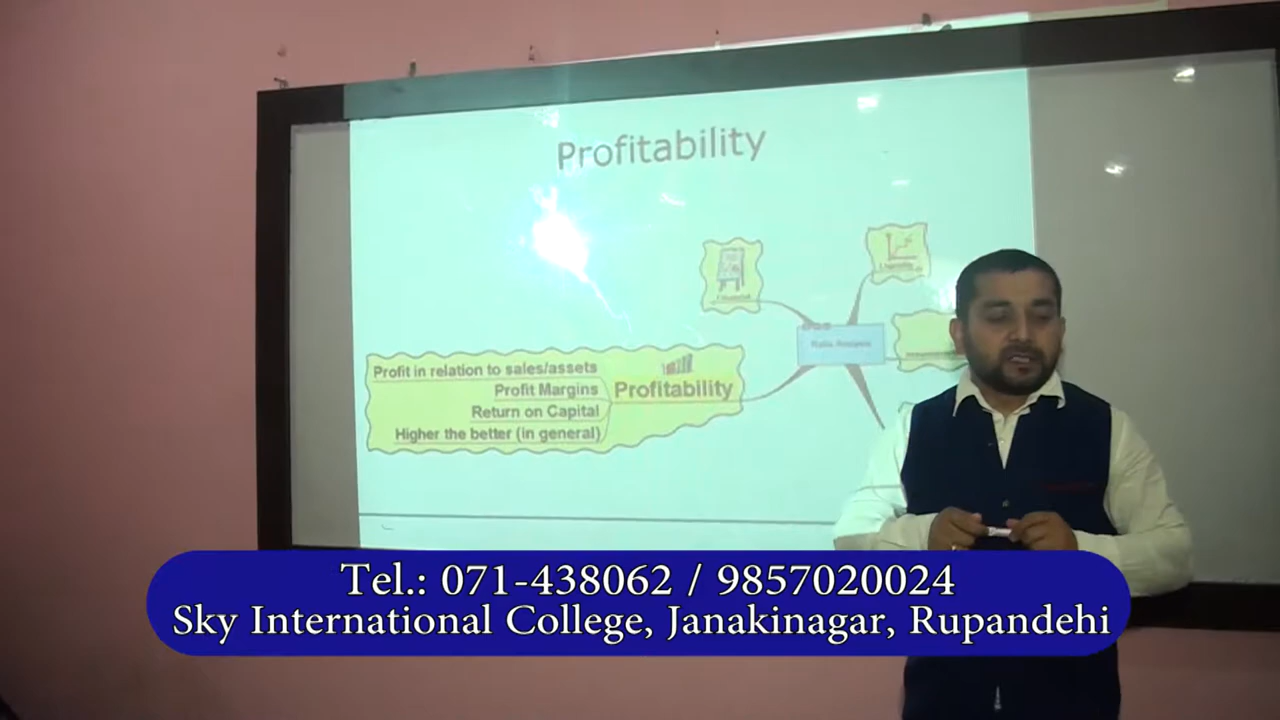 Profitability
Profit in relation to sales/assets
Profit Margins
Return on Capital
Higher the better (in general)
Profitability
Ratio Analysis
Tel.: 071-438062 / 9857020024
Sky International College, Janakinagar, Rupandehi